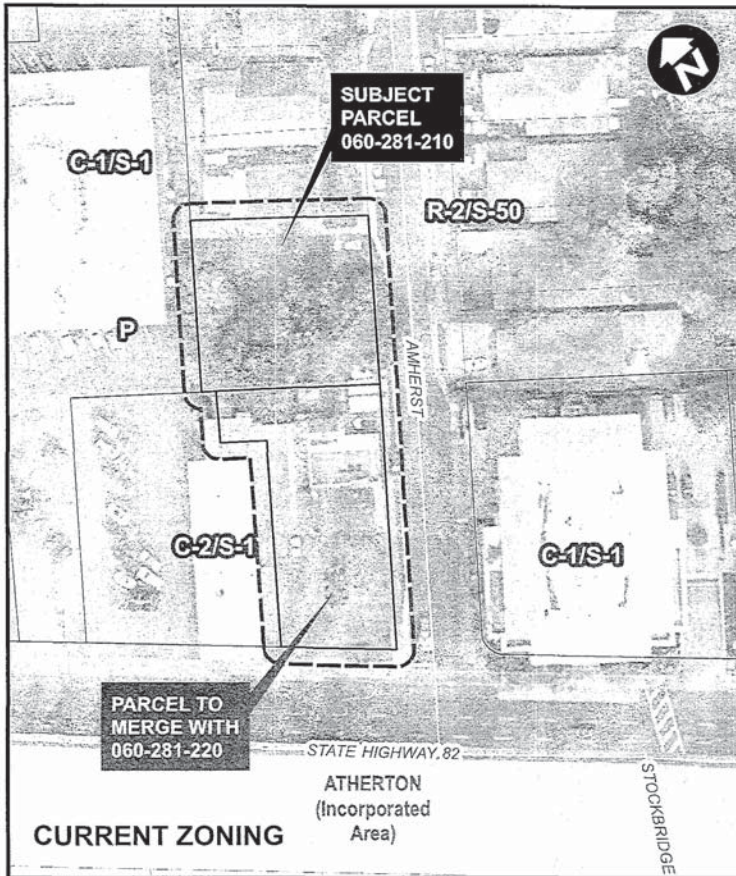 N
SUBJECT
PARCEL
060-281-210
C-1/S-1
R-2/S-50
P
AMHERST
C-2/S-1
C-1/S-1
PARCEL TO
MERGE WITH
060-281-220
STATE HIGHWAY 82
ATHERTON
(Incorporated
Area)
STOCKBRIDGE
CURRENT ZONING